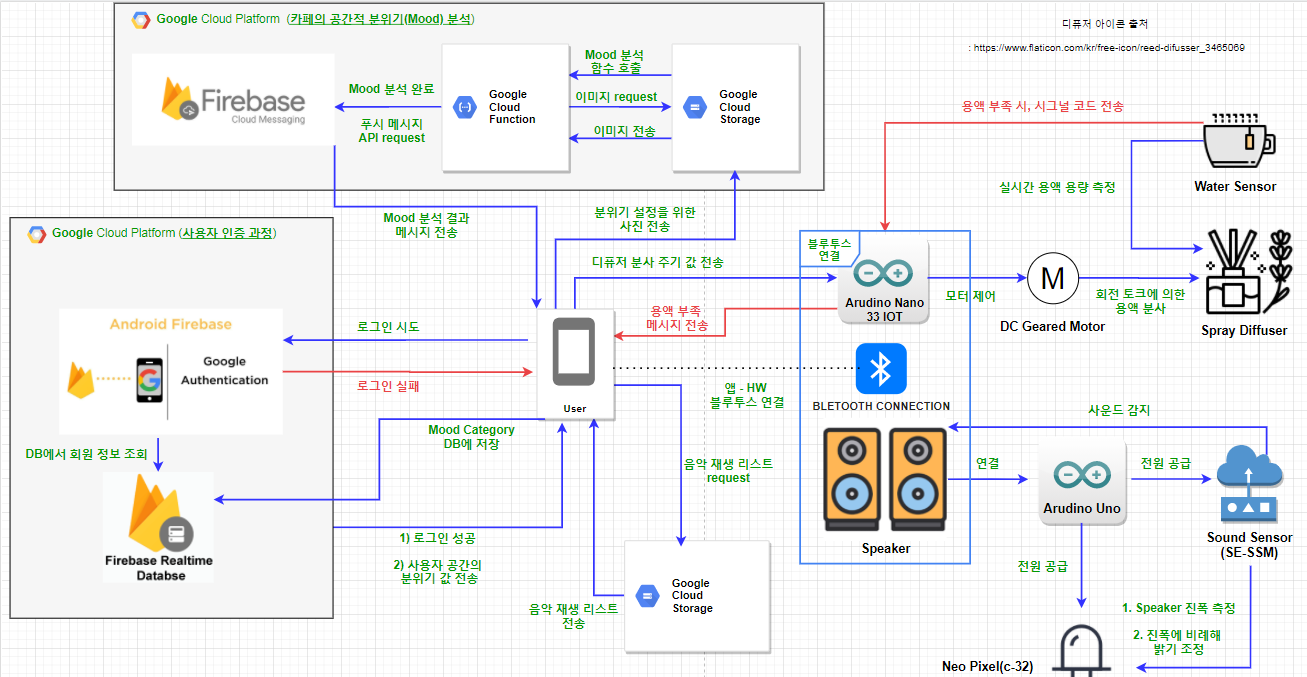 Google Cloud Platform (카페의 공간적 분위기(Mood) 분석)
Firebase
Cloud Messaging
Mood 분석 완료
푸시 메시지
API request
Google
Cloud
Function
Mood 분석
함수 호출
이미지 request
이미지 전송
Google
Cloud
Storage
디퓨저 아이콘 출처
: https://www.flaticon.com/kr/free-icon/reed-difusser_3465069
용액 부족 시, 시그널 코드 전송
Water Sensor
실시간 용액 용량 측정
Mood 분석 결과
메시지 전송
분위기 설정을 위한
사진 전송
디퓨저 분사 주기 값 전송
블루투스
연결
Arudino Nano
33 IOT
모터 제어
M
DC Geared Motor
회전 토크에 의한
용액 분사
Spray Diffuser
Google Cloud Platform (사용자 인증 과정)
Android Firebase
Google
Authentication
로그인 시도
로그인 실패
용액 부족
메시지 전송
User
앱 - HW
블루투스 연결
BLETOOTH CONNECTION
Speaker
DB에서 회원 정보 조회
Firebase Realtime
Databse
Mood Category
DB에 저장
1) 로그인 성공
2) 사용자 공간의
분위기 값 전송
음악 재생 리스트
request
음악 재생 리스트
전송
Google
Cloud
Storage
사운드 감지
연결
Arudino Uno
전원 공급
Sound Sensor
(SE-SSM)
전원 공급
1. Speaker 진폭 측정
2. 진폭에 비례해
밝기 조정
Neo Pixel(c-32)